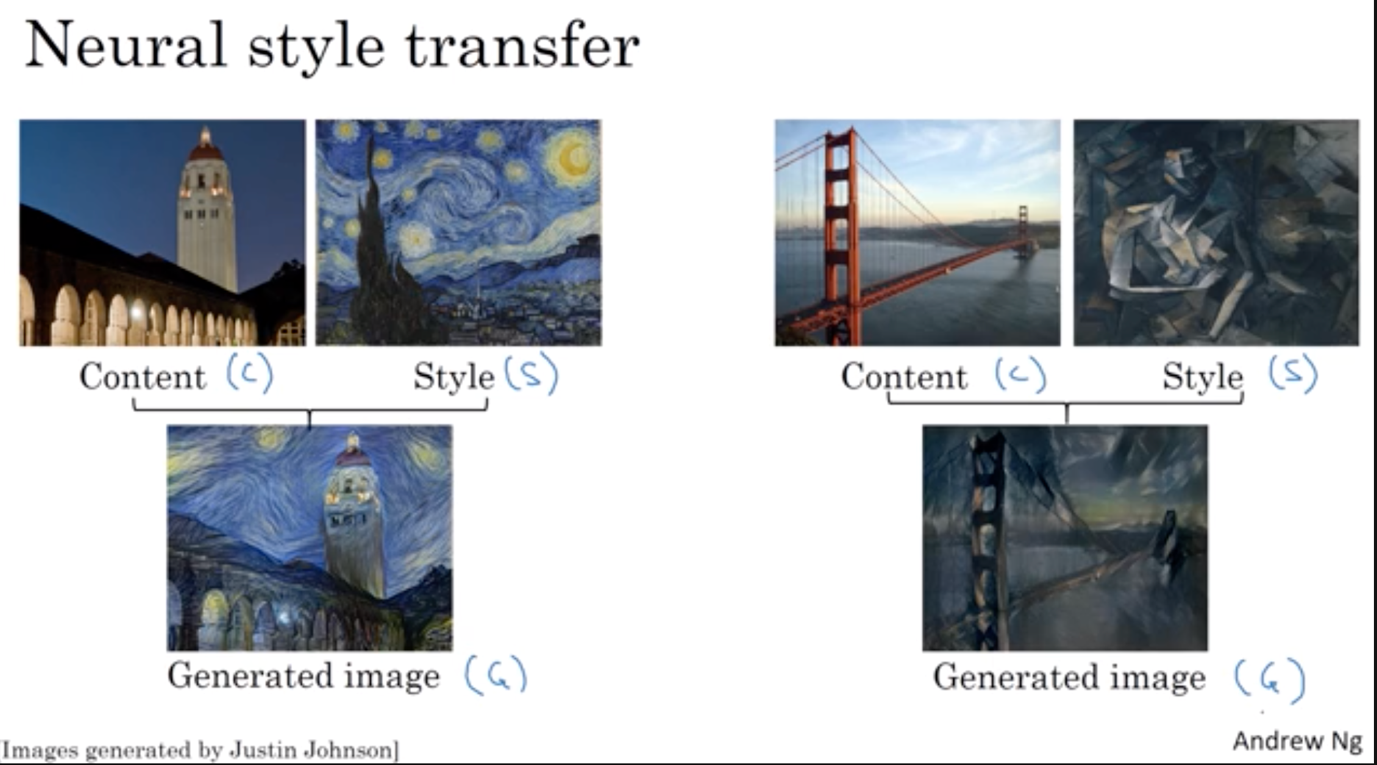 Neural style transfer
Content (C)
Style (S)
Content (C)
Style (S)
Generated image (G)
Generated image (G)
[Images generated by Justin Johnson]
Andrew Ng